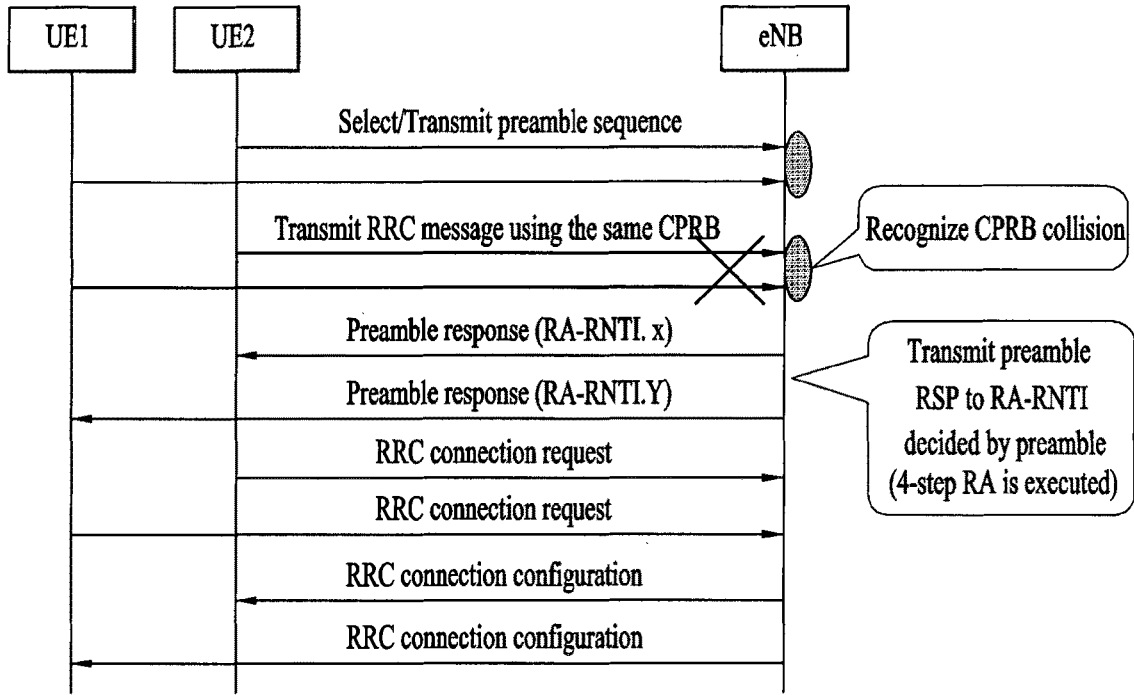 UE1
UE2
eNB
Select/Transmit preamble sequence
Transmit RRC message using the same CPRB
Recognize CPRB collision
Preamble response (RA-RNTI. x)
Preamble response (RA-RNTI.Y)
Transmit preamble
RSP to RA-RNTI
decided by preamble
(4-step RA is executed)
RRC connection request
RRC connection request
RRC connection configuration
RRC connection configuration